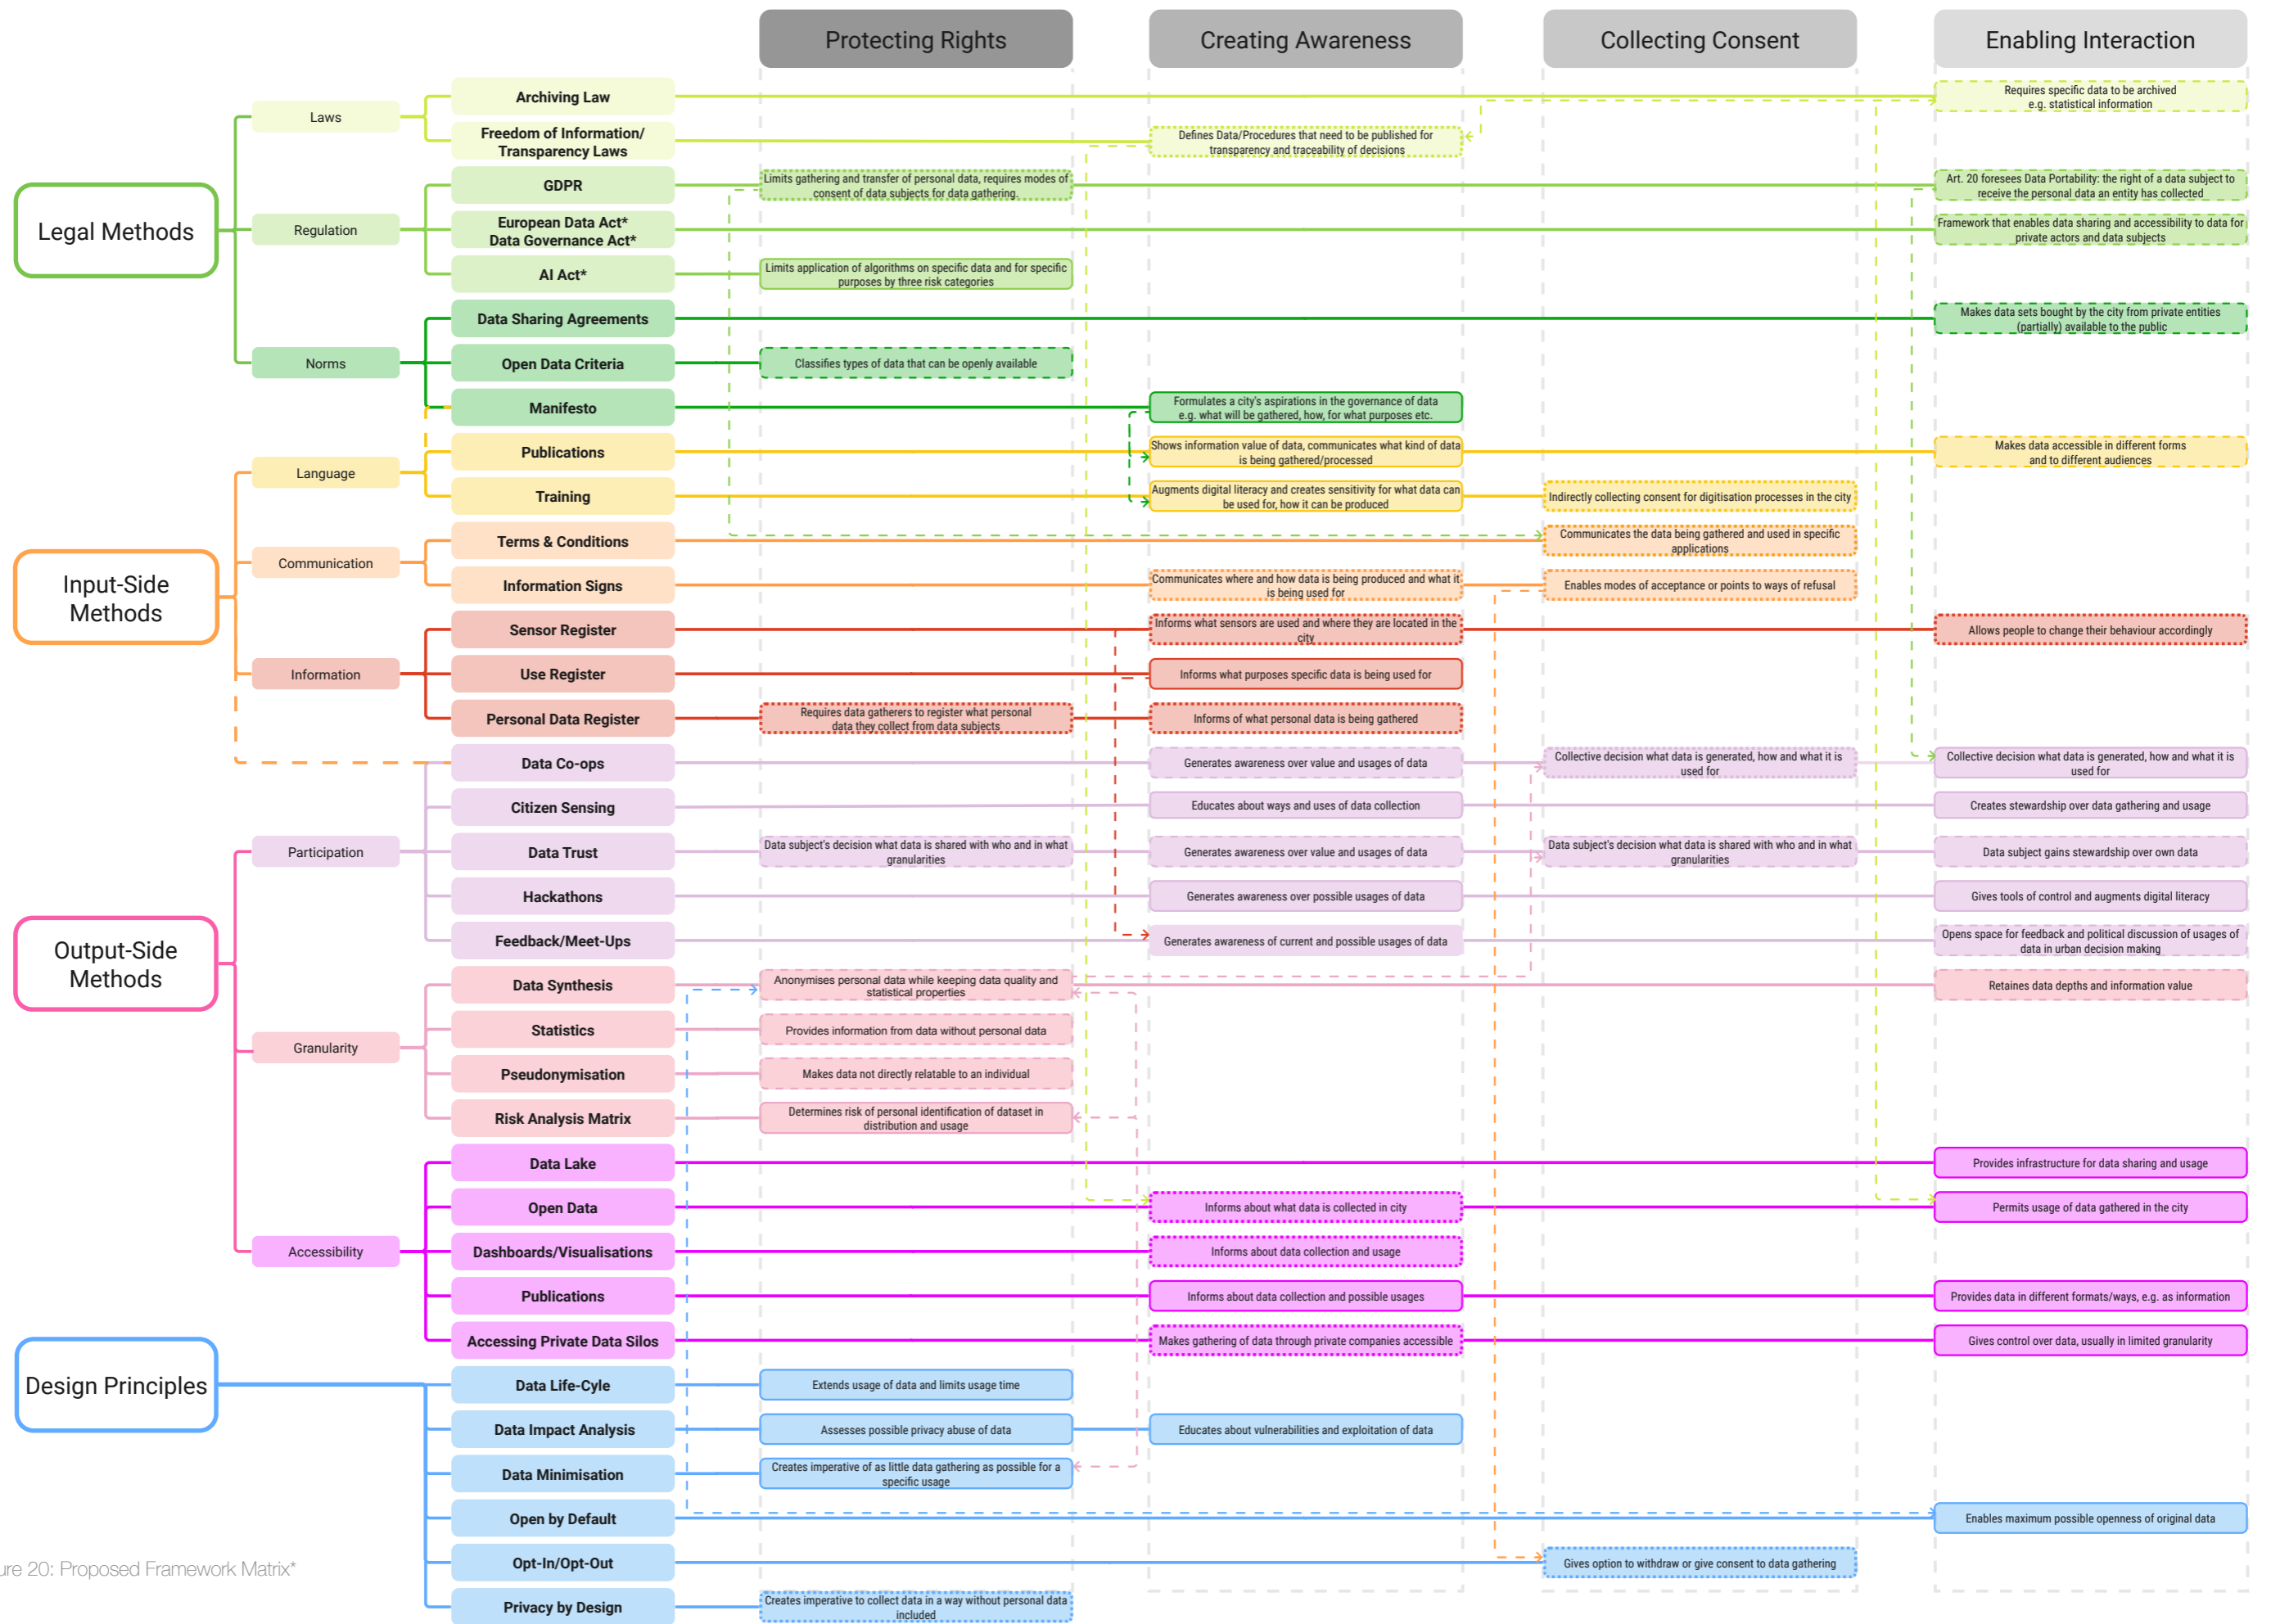 Protecting Rights
Creating Awareness
Collecting Consent
Enabling Interaction
Legal Methods
Laws
Archiving Law
Requires specific data to be archived
e.g. statistical information
Freedom of Information/
Transparency Laws
Defines Data/Procedures that need to be published for
transparency and traceability of decisions
Regulation
GDPR
Limits gathering and transfer of personal data, requires modes of
consent of data subjects for data gathering.
Art. 20 foresees Data Portability: the right of a data subject to
receive the personal data an entity has collected
European Data Act*
Data Governance Act*
Framework that enables data sharing and accessibility to data for
private actors and data subjects
AI Act*
Limits application of algorithms on specific data and for specific
purposes by three risk categories
Norms
Data Sharing Agreements
Makes data sets bought by the city from private entities
(partially) available to the public
Open Data Criteria
Classifies types of data that can be openly available
Manifesto
Formulates a city's aspirations in the governance of data
e.g. what will be gathered, how, for what purposes etc.
Input-Side
Methods
Language
Publications
Shows information value of data, communicates what kind of data
is being gathered/processed
Makes data accessible in different forms
and to different audiences
Training
Augments digital literacy and creates sensitivity for what data can
be used for, how it can be produced
Indirectly collecting consent for digitisation processes in the city
Communication
Terms & Conditions
Communicates the data being gathered and used in specific
applications
Information Signs
Communicates where and how data is being produced and what it
is being used for
Enables modes of acceptance or points to ways of refusal
Information
Sensor Register
Informs what sensors are used and where they are located in the
city
Allows people to change their behaviour accordingly
Use Register
Informs what purposes specific data is being used for
Personal Data Register
Requires data gatherers to register what personal
data they collect from data subjects
Informs of what personal data is being gathered
Output-Side
Methods
Participation
Data Co-ops
Generates awareness over value and usages of data
Collective decision what data is generated, how and what it is
used for
Collective decision what data is generated, how and what it is
used for
Citizen Sensing
Educates about ways and uses of data collection
Creates stewardship over data gathering and usage
Data Trust
Data subject's decision what data is shared with who and in what
granularities
Generates awareness over value and usages of data
Data subject's decision what data is shared with who and in what
granularities
Data subject gains stewardship over own data
Hackathons
Generates awareness over possible usages of data
Gives tools of control and augments digital literacy
Feedback/Meet-Ups
Generates awareness of current and possible usages of data
Opens space for feedback and political discussion of usages of
data in urban decision making
Granularity
Data Synthesis
Anonymises personal data while keeping data quality and
statistical properties
Retaines data depths and information value
Statistics
Provides information from data without personal data
Pseudonymisation
Makes data not directly relatable to an individual
Risk Analysis Matrix
Determines risk of personal identification of dataset in
distribution and usage
Accessibility
Data Lake
Provides infrastructure for data sharing and usage
Open Data
Informs about what data is collected in city
Permits usage of data gathered in the city
Dashboards/Visualisations
Informs about data collection and usage
Publications
Informs about data collection and possible usages
Provides data in different formats/ways, e.g. as information
Accessing Private Data Silos
Makes gathering of data through private companies accessible
Gives control over data, usually in limited granularity
Design Principles
Data Life-Cyle
Extends usage of data and limits usage time
Data Impact Analysis
Assesses possible privacy abuse of data
Educates about vulnerabilities and exploitation of data
Data Minimisation
Creates imperative of as little data gathering as possible for a
specific usage
Open by Default
Enables maximum possible openness of original data
Opt-In/Opt-Out
Gives option to withdraw or give consent to data gathering
Privacy by Design
Creates imperative to collect data in a way without personal data
included
ure 20: Proposed Framework Matrix*